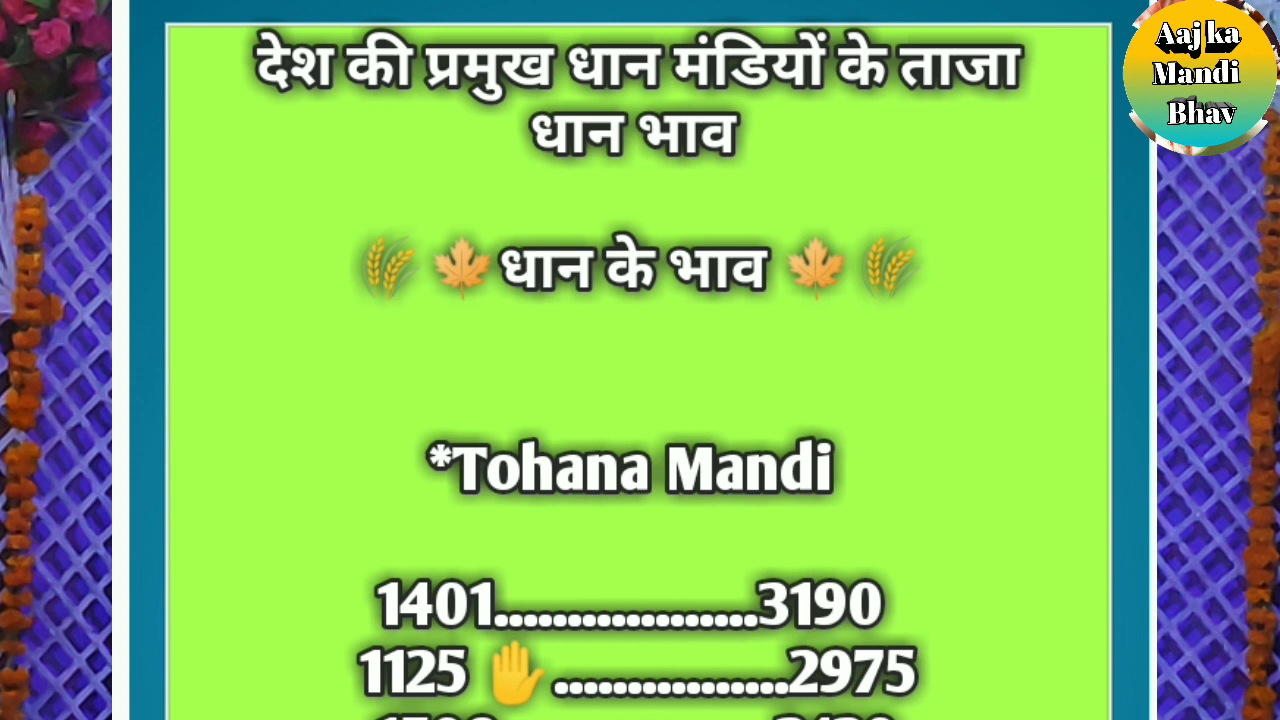 देश की प्रमुख धान मंडियों के ताजा
धान भाव
Aaj ka
Mandi
Bhav
🌾 🍁 धान के भाव 🍁 🌾
*Tohana Mandi
1401..................3190
1125 ✋ ................2975